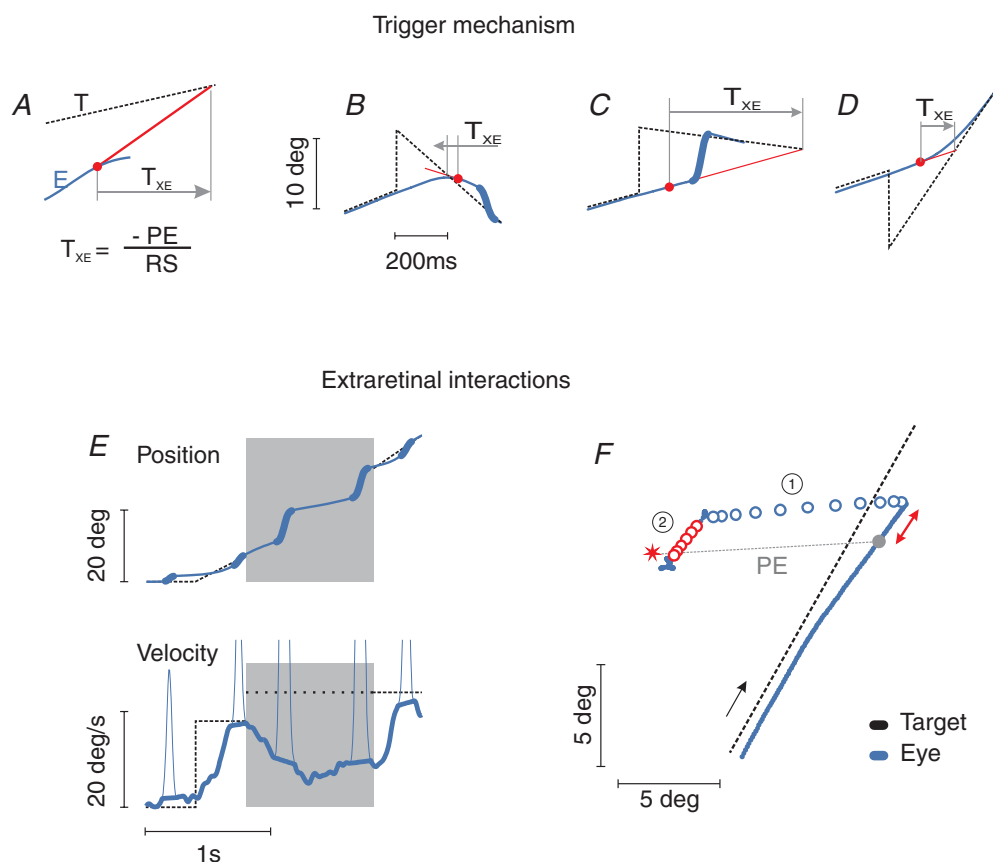 Trigger mechanism
A
T
E
T_XE
T_XE = - PE / RS
B
10 deg
T_XE
200ms
C
T_XE
D
T_XE
Extraretinal interactions
E
Position
20 deg
Velocity
20 deg/s
1s
F
1
2
PE
5 deg
5 deg
Target
Eye